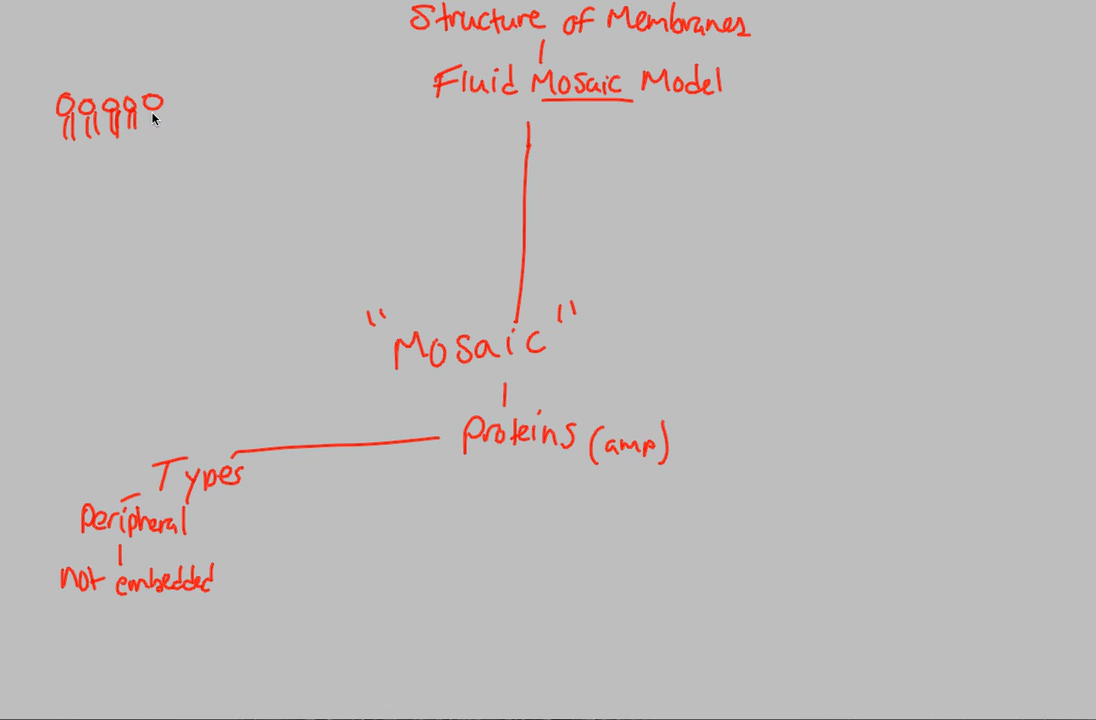 Structure of Membranes
Fluid Mosaic Model
"Mosaic"
Proteins (amp)
Types
Peripheral
Not embedded